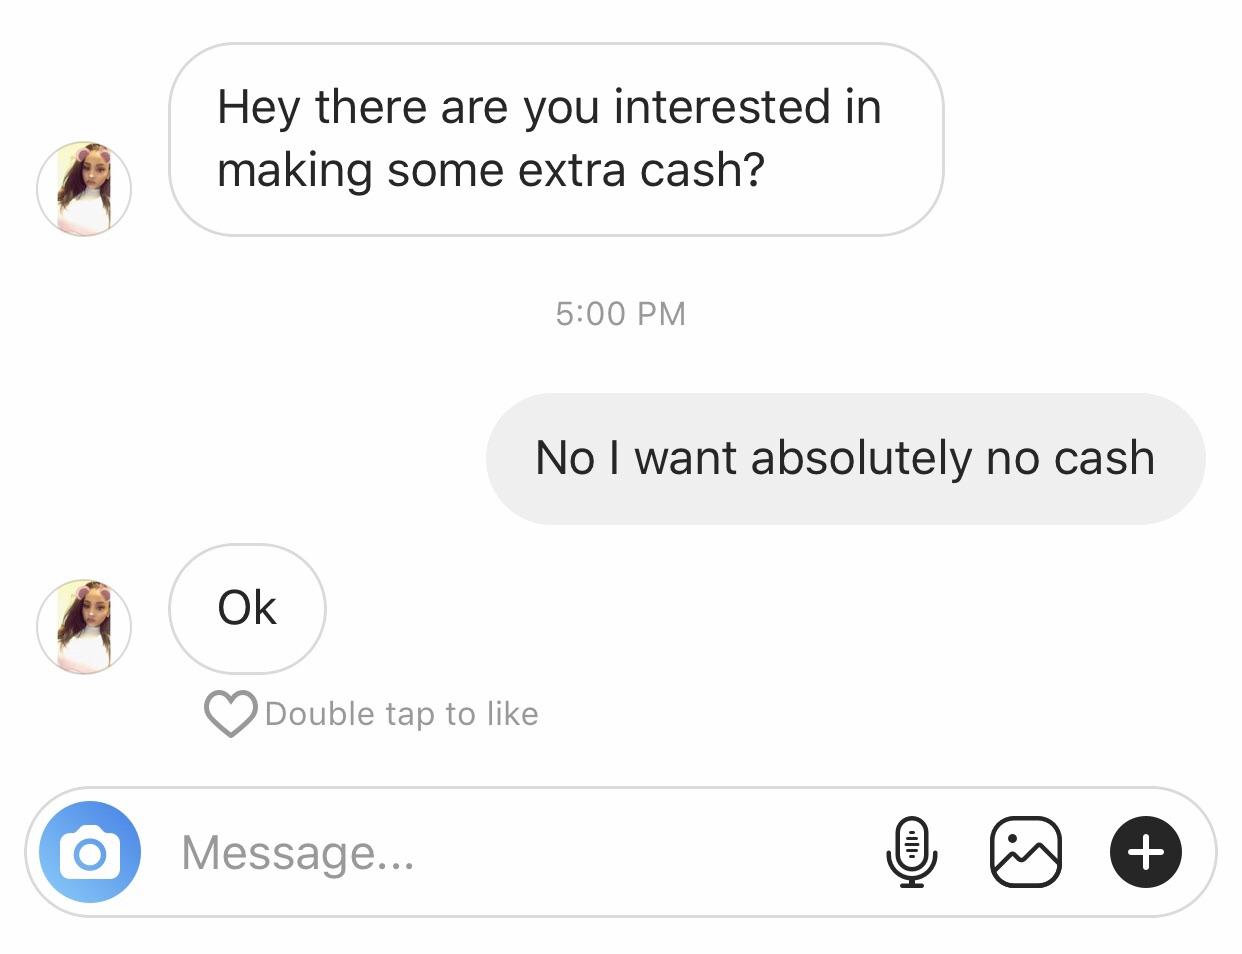 Hey there are you interested in
making some extra cash?
5:00 PM
No I want absolutely no cash
Ok
Double tap to like
Message...